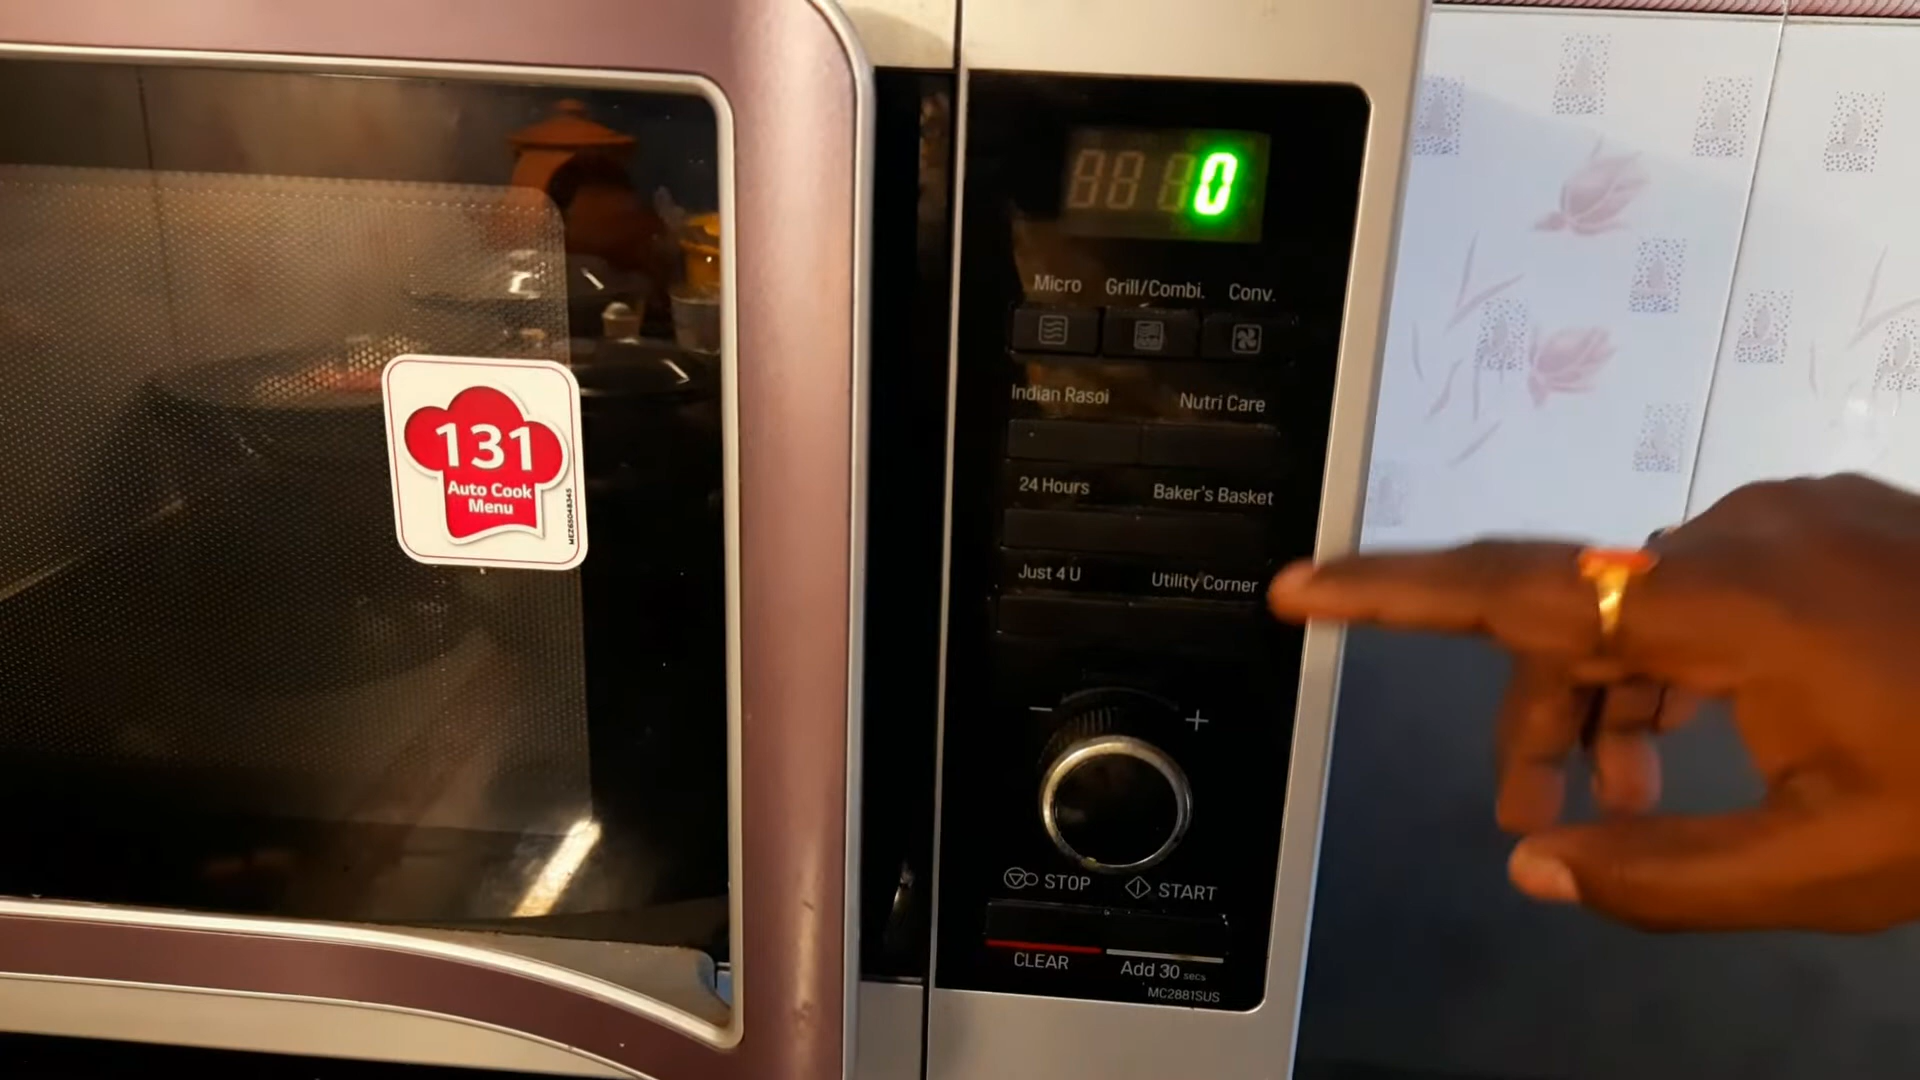 131
Auto Cook
Menu
MEZ65048345
0
Micro Grill/Combi. Conv.
Indian Rasoi Nutri Care
24 Hours Baker's Basket
Just 4 U Utility Corner
− +
STOP START
CLEAR Add 30 secs
MC2881SUS